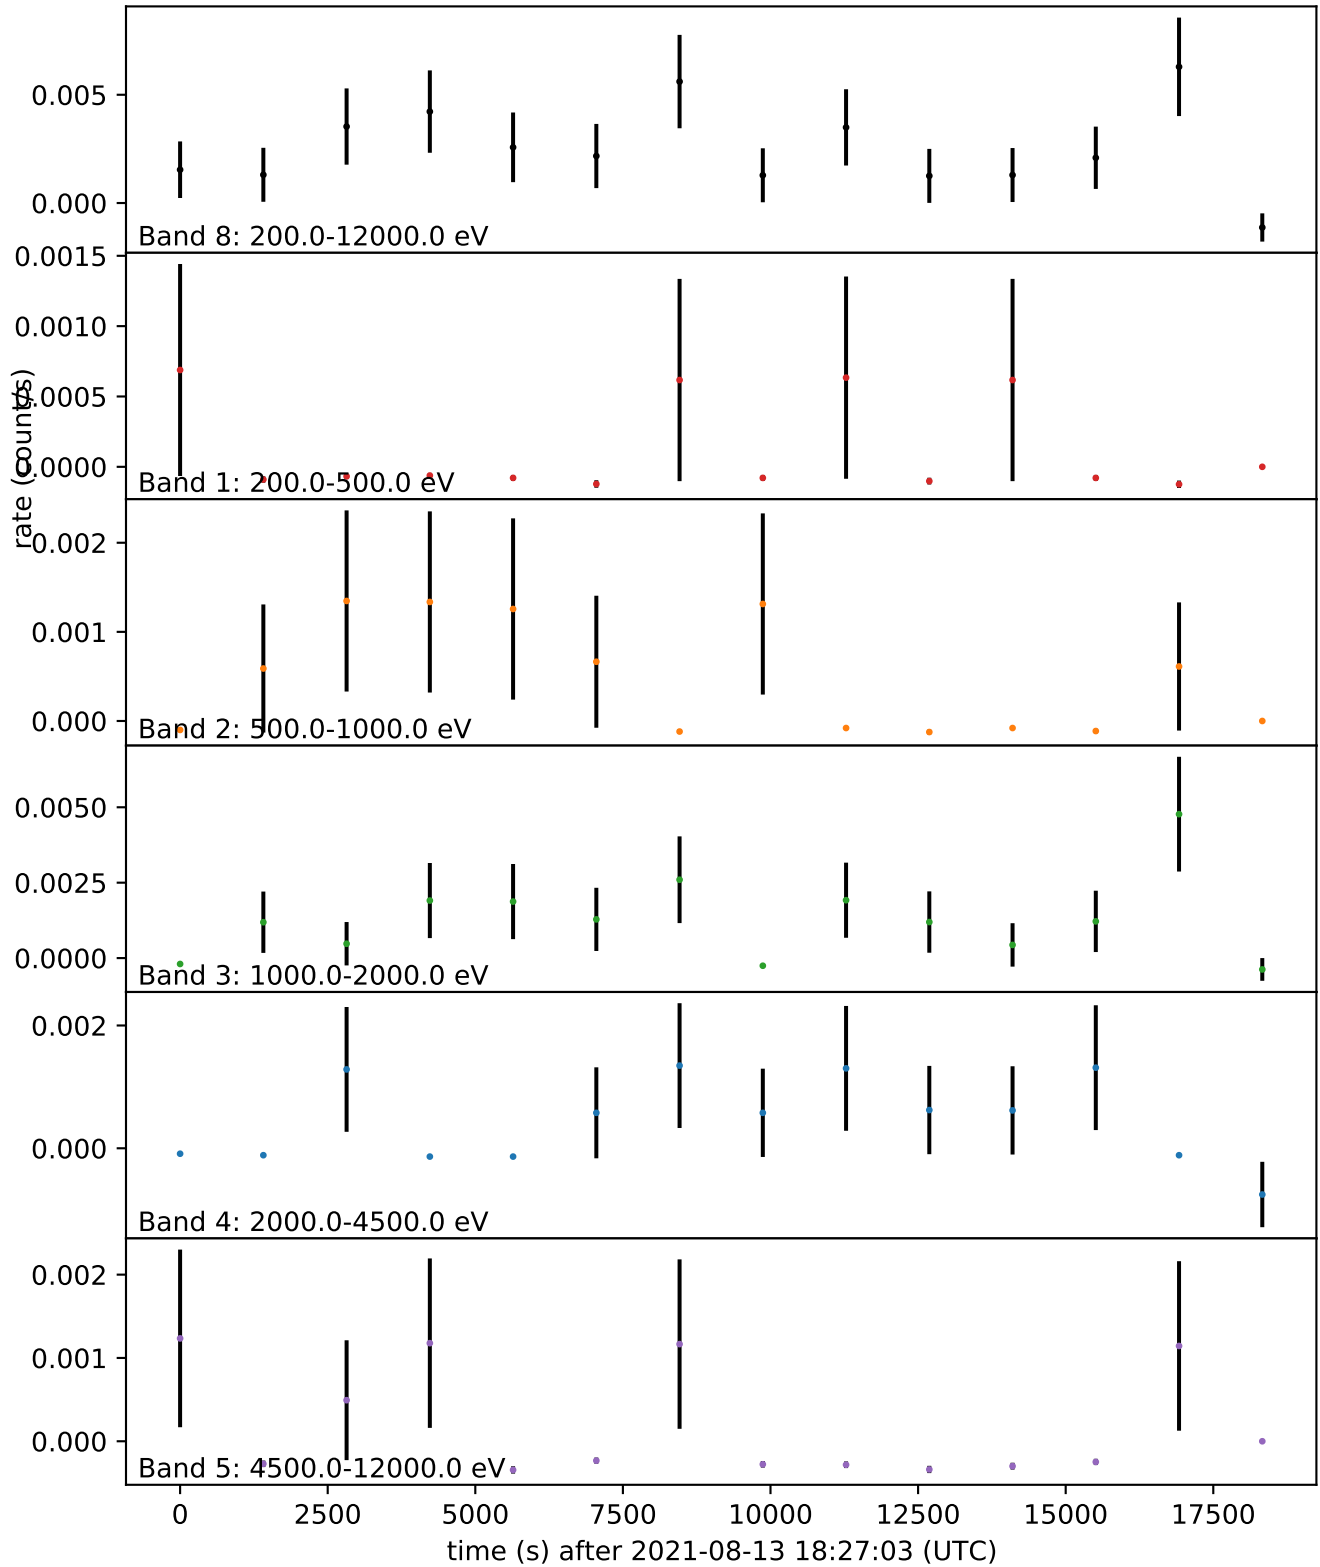 0.005
0.000
Band 8: 200.0-12000.0 eV
0.0015
0.0010
0.0005
0.0000
Band 1: 200.0-500.0 eV
rate (count/s)
0.002
0.001
0.000
Band 2: 500.0-1000.0 eV
0.0050
0.0025
0.0000
Band 3: 1000.0-2000.0 eV
0.002
0.000
Band 4: 2000.0-4500.0 eV
0.002
0.001
0.000
Band 5: 4500.0-12000.0 eV
0 2500 5000 7500 10000 12500 15000 17500
time (s) after 2021-08-13 18:27:03 (UTC)